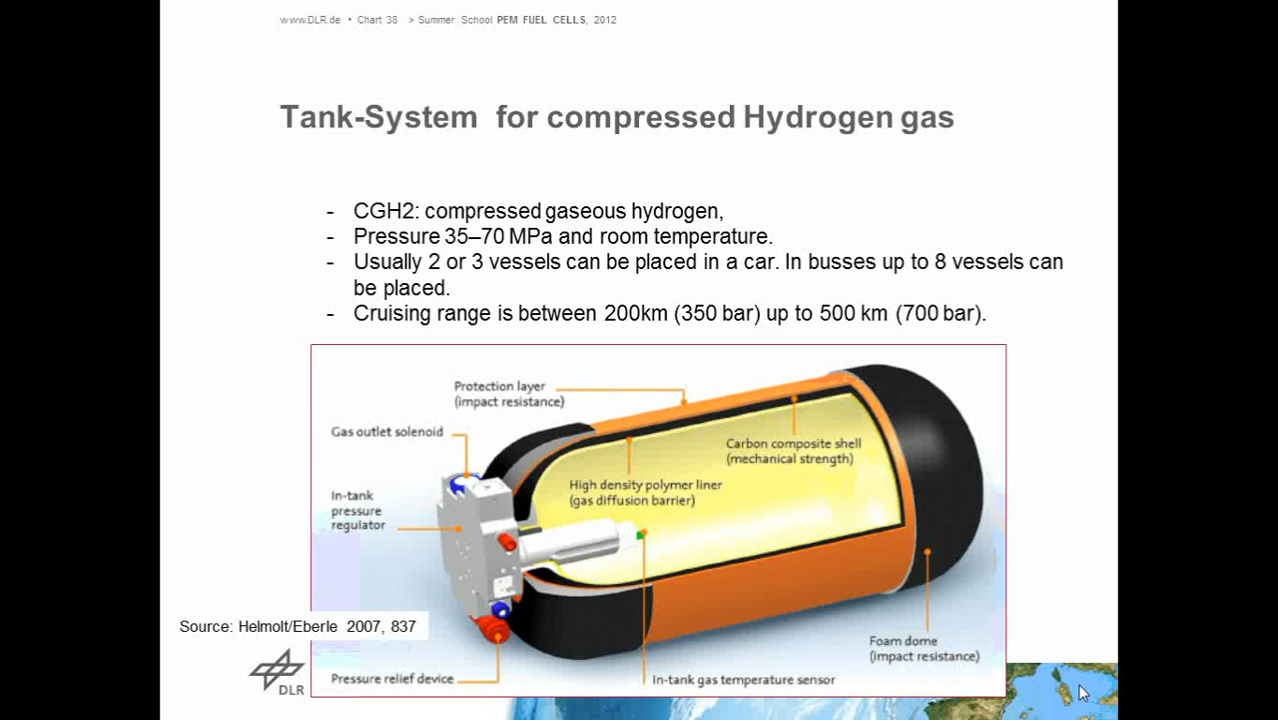 www.DLR.de • Chart 38 > Summer School PEM FUEL CELLS, 2012
Tank-System for compressed Hydrogen gas
- CGH2: compressed gaseous hydrogen,
- Pressure 35–70 MPa and room temperature.
- Usually 2 or 3 vessels can be placed in a car. In busses up to 8 vessels can
be placed.
- Cruising range is between 200km (350 bar) up to 500 km (700 bar).
Protection layer
(impact resistance)
Gas outlet solenoid
Carbon composite shell
(mechanical strength)
High density polymer liner
(gas diffusion barrier)
In-tank
pressure
regulator
Source: Helmolt/Eberle 2007, 837
Foam dome
(impact resistance)
Pressure relief device
In-tank gas temperature sensor
DLR